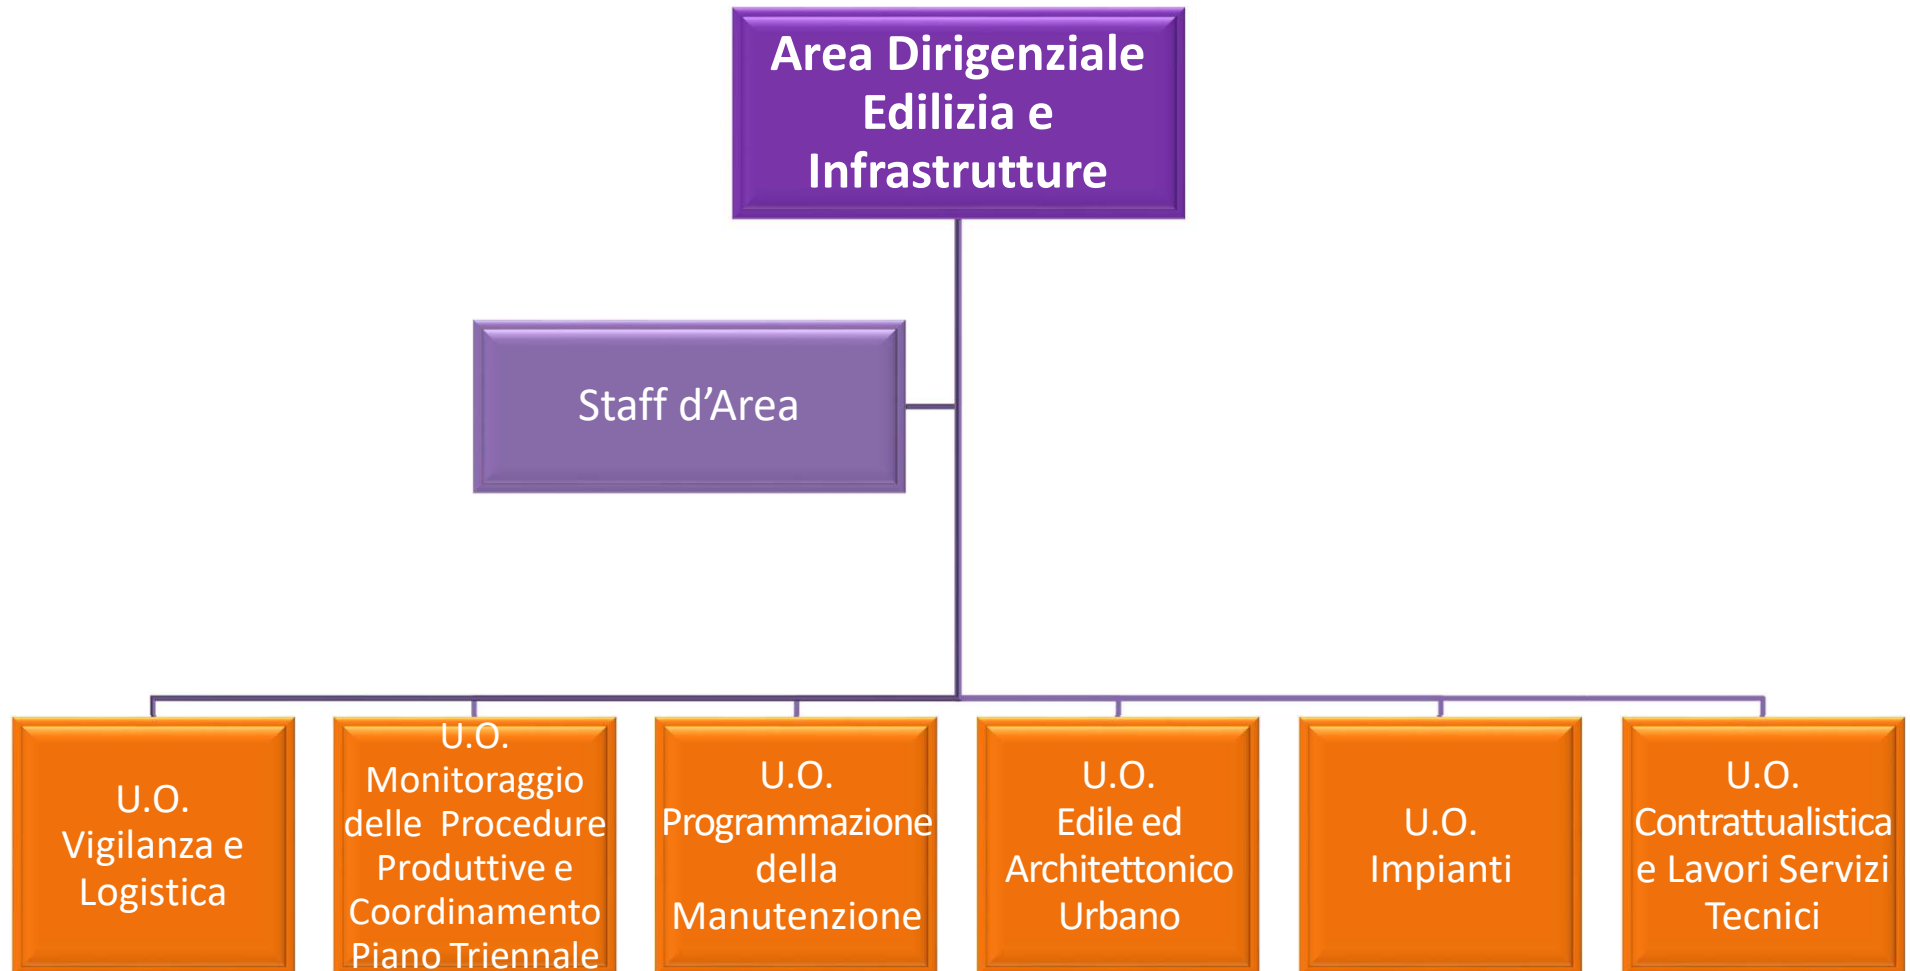 Area Dirigenziale
Edilizia e
Infrastrutture
Staff d’Area
U.O.
Vigilanza e
Logistica
U.O.
Monitoraggio
delle Procedure
Produttive e
Coordinamento
Piano Triennale
U.O.
Programmazione
della
Manutenzione
U.O.
Edile ed
Architettonico
Urbano
U.O.
Impianti
U.O.
Contrattualistica
e Lavori Servizi
Tecnici